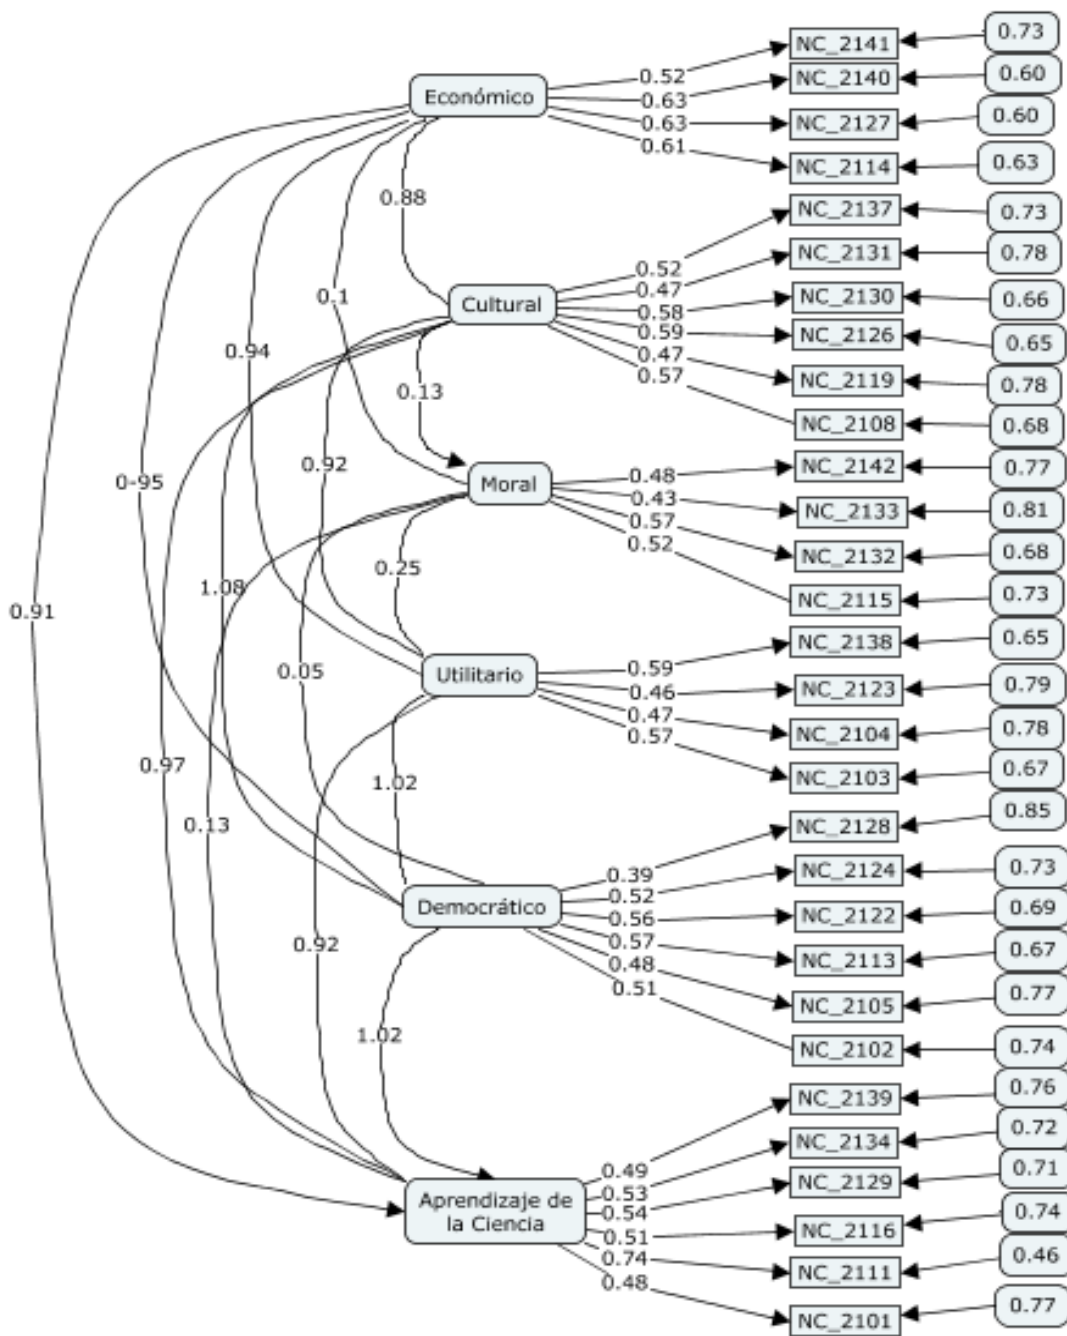 NC_2141
0.73
0.52
NC_2140
0.60
Económico
0.63
0.63
NC_2127
0.60
0.61
NC_2114
0.63
0.88
NC_2137
0.73
0.52
NC_2131
0.78
0.47
0.1
Cultural
0.58
NC_2130
0.66
0.59
NC_2126
0.65
0.94
0.47
0.57
NC_2119
0.78
0.13
NC_2108
0.68
0.92
0-95
Moral
0.48
NC_2142
0.77
0.43
NC_2133
0.81
0.57
0.52
NC_2132
0.68
0.25
1.08
NC_2115
0.73
0.91
NC_2138
0.65
0.05
Utilitario
0.59
0.46
NC_2123
0.79
0.47
NC_2104
0.78
0.57
0.97
1.02
NC_2103
0.67
0.13
NC_2128
0.85
0.39
NC_2124
0.73
0.52
Democrático
0.56
NC_2122
0.69
0.92
0.57
NC_2113
0.67
0.48
0.51
NC_2105
0.77
1.02
NC_2102
0.74
NC_2139
0.76
NC_2134
0.72
0.49
0.53
NC_2129
0.71
Aprendizaje de
la Ciencia
0.54
0.51
NC_2116
0.74
0.74
NC_2111
0.46
0.48
NC_2101
0.77